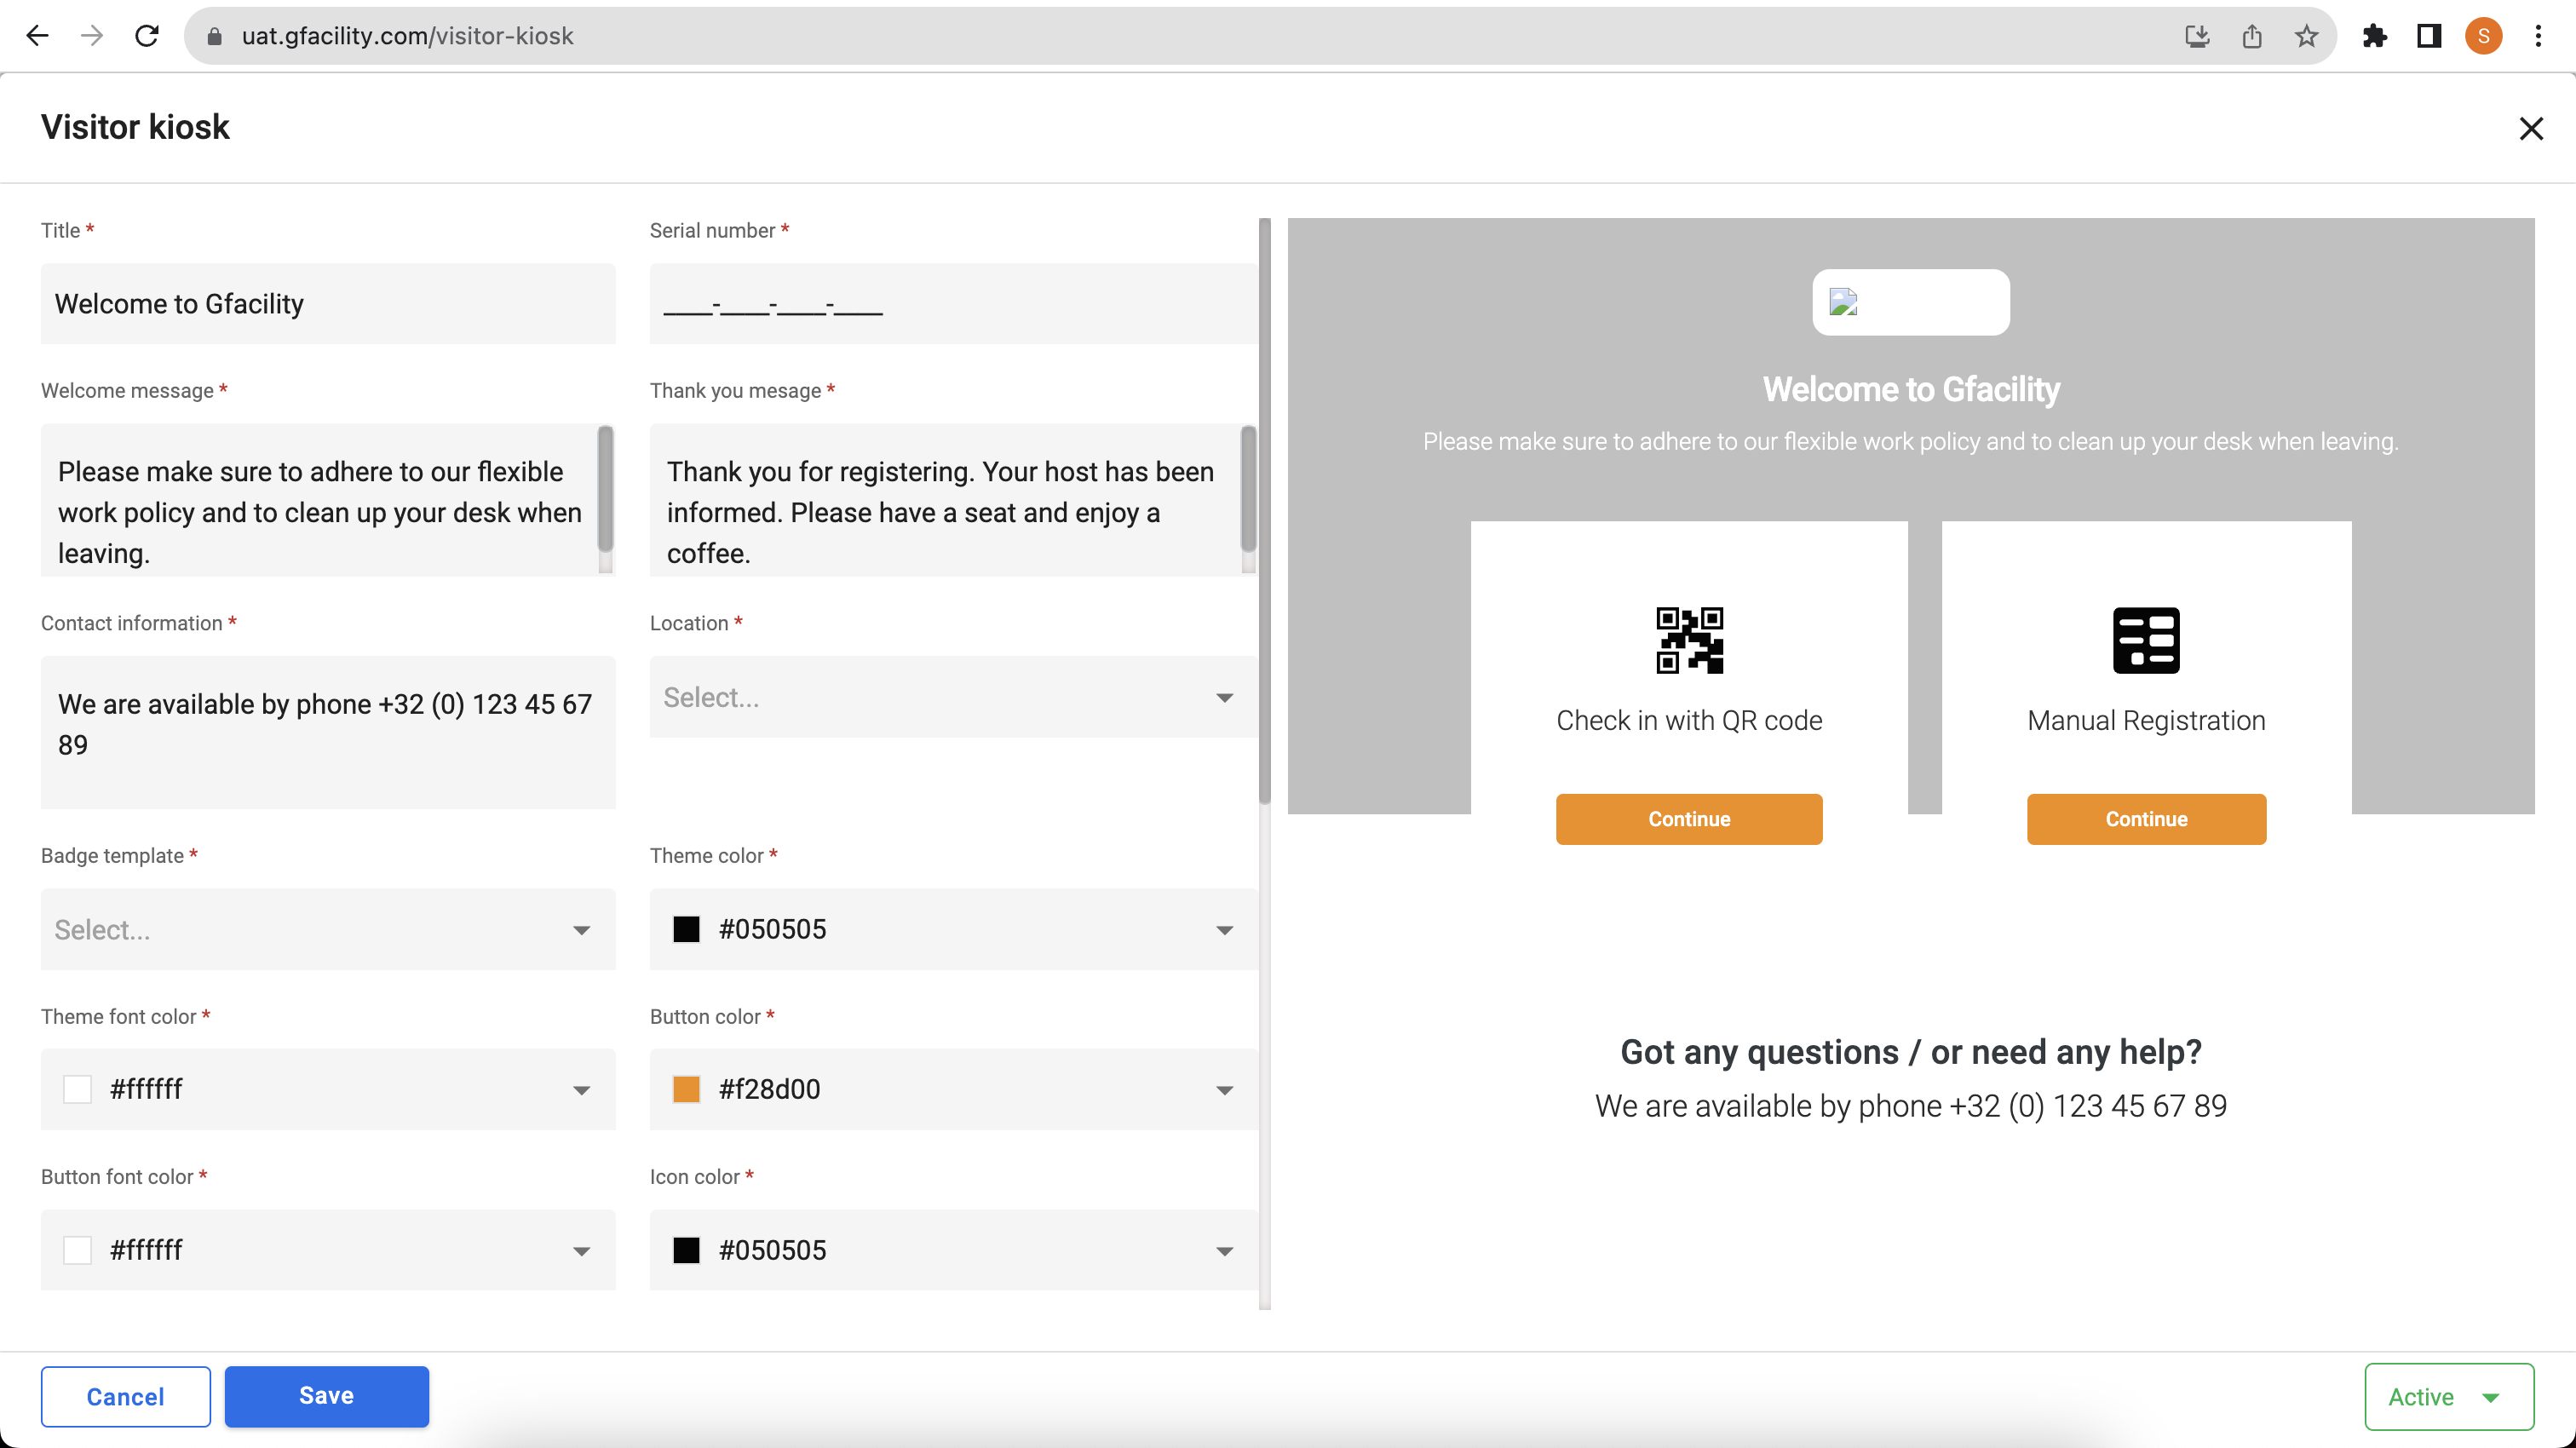 uat.gfacility.com/visitor-kiosk
S
Visitor kiosk
Title *
Serial number *
Welcome to Gfacility
____-____-____-____
Welcome message *
Thank you mesage *
Please make sure to adhere to our flexible
work policy and to clean up your desk when
leaving.
Thank you for registering. Your host has been
informed. Please have a seat and enjoy a
coffee.
Contact information *
Location *
We are available by phone +32 (0) 123 45 67
89
Select...
Badge template *
Theme color *
Select...
#050505
Theme font color *
Button color *
#ffffff
#f28d00
Button font color *
Icon color *
#ffffff
#050505
Welcome to Gfacility
Please make sure to adhere to our flexible work policy and to clean up your desk when leaving.
Check in with QR code
Manual Registration
Continue
Continue
Got any questions / or need any help?
We are available by phone +32 (0) 123 45 67 89
Cancel
Save
Active